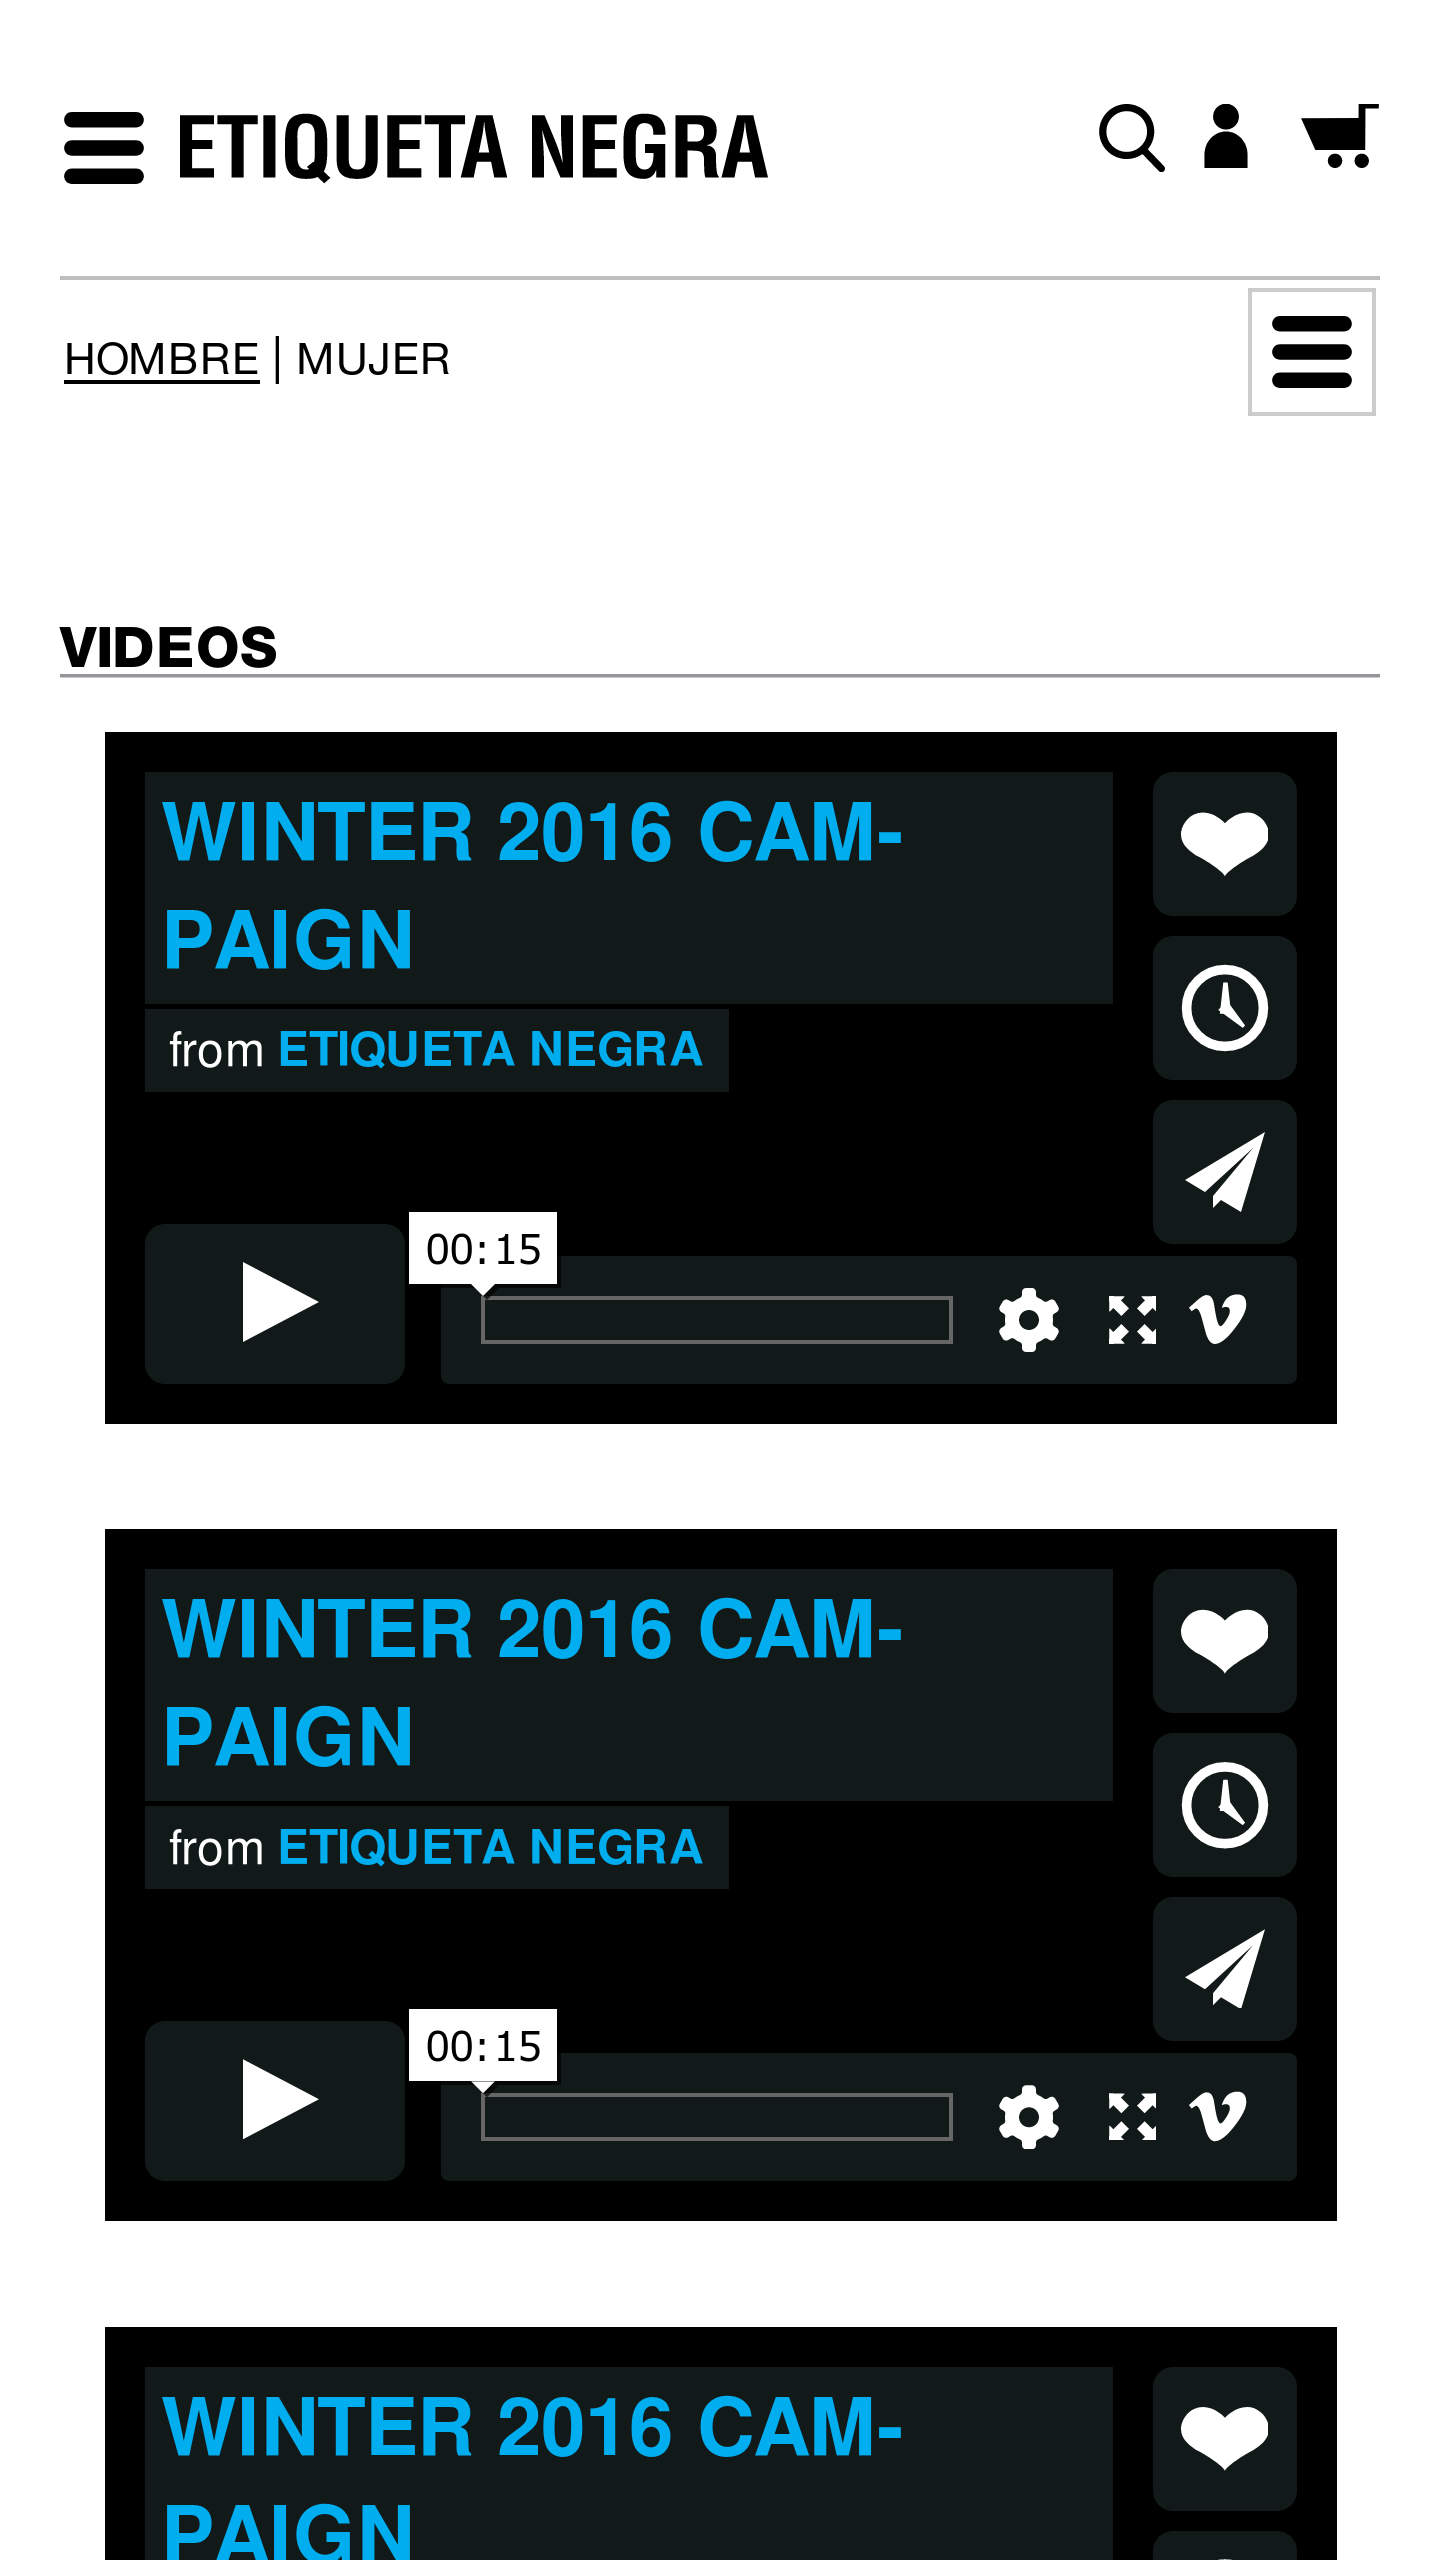 ETIQUETA NEGRA
HOMBRE | MUJER
VIDEOS
WINTER 2016 CAM-
PAIGN
from ETIQUETA NEGRA
00:15
WINTER 2016 CAM-
PAIGN
from ETIQUETA NEGRA
00:15
WINTER 2016 CAM-
PAIGN